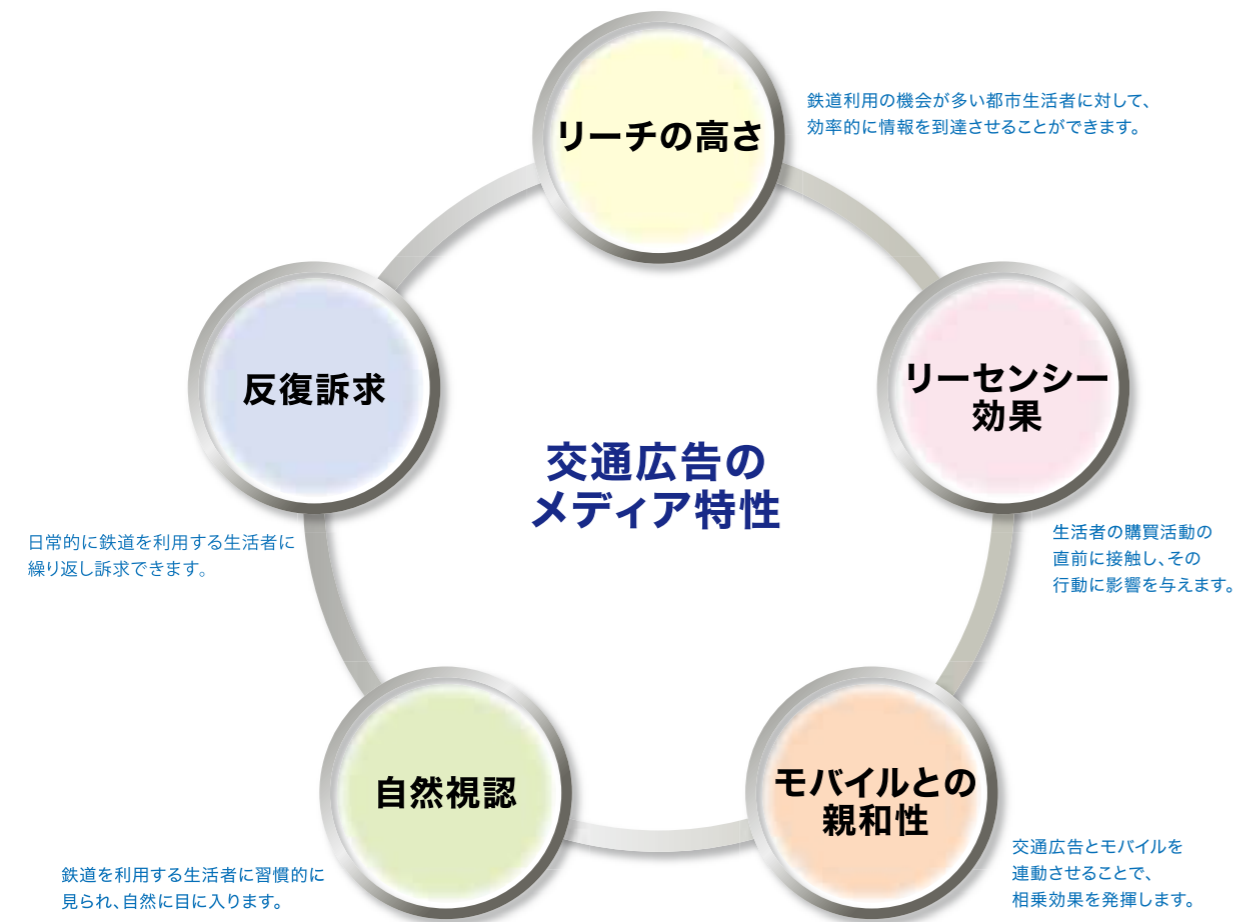 リーチの高さ
鉄道利用の機会が多い都市生活者に対して、
効率的に情報を到達させることができます。
リーセンシー
効果
生活者の購買活動の
直前に接触し、その
行動に影響を与えます。
モバイルとの
親和性
交通広告とモバイルを
連動させることで、
相乗効果を発揮します。
自然視認
鉄道を利用する生活者に習慣的に
見られ、自然に目に入ります。
反復訴求
日常的に鉄道を利用する生活者に
繰り返し訴求できます。
交通広告の
メディア特性